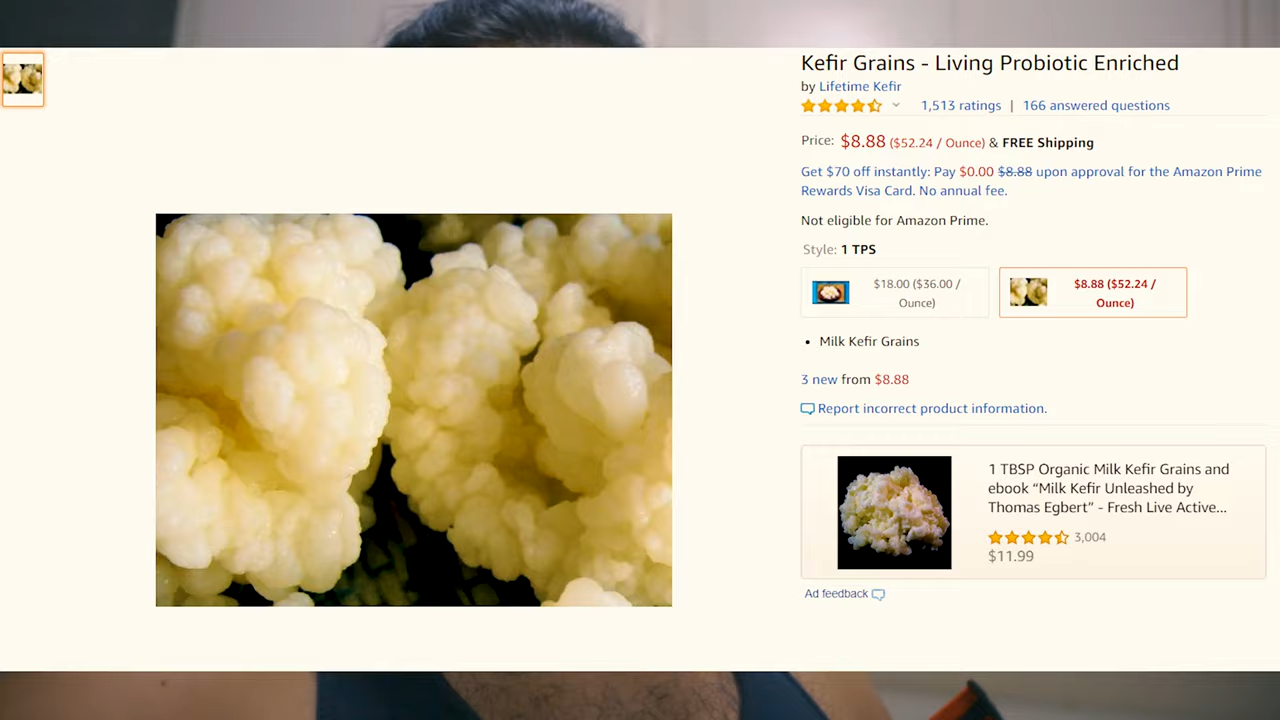 Kefir Grains - Living Probiotic Enriched
by Lifetime Kefir
1,513 ratings | 166 answered questions
Price: $8.88 ($52.24 / Ounce) & FREE Shipping
Get $70 off instantly: Pay $0.00 $8.88 upon approval for the Amazon Prime
Rewards Visa Card. No annual fee.
Not eligible for Amazon Prime.
Style: 1 TPS
$18.00 ($36.00 /
Ounce)
$8.88 ($52.24 /
Ounce)
• Milk Kefir Grains
3 new from $8.88
Report incorrect product information.
1 TBSP Organic Milk Kefir Grains and
ebook “Milk Kefir Unleashed by
Thomas Egbert” - Fresh Live Active...
3,004
$11.99
Ad feedback